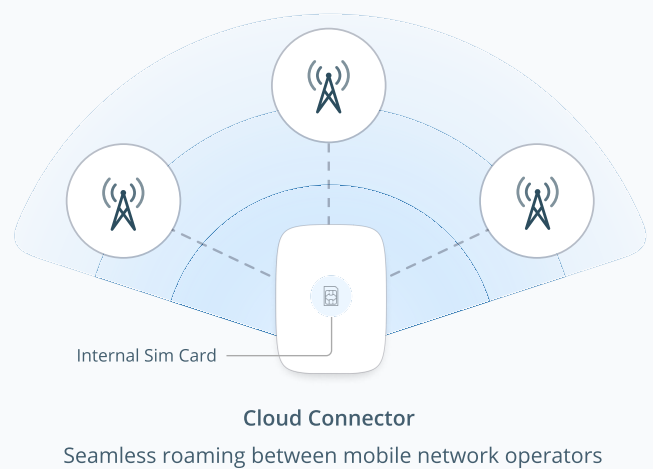 Internal Sim Card
Cloud Connector
Seamless roaming between mobile network operators